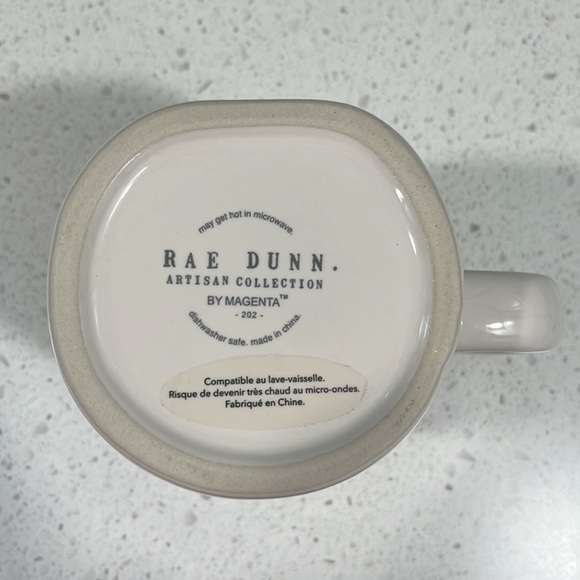 may get hot in microwave.
RAE DUNN.
ARTISAN COLLECTION
BY MAGENTA™
- 202 -
dishwasher safe. made in china.
Compatible au lave-vaisselle.
Risque de devenir très chaud au micro-ondes.
Fabriqué en Chine.